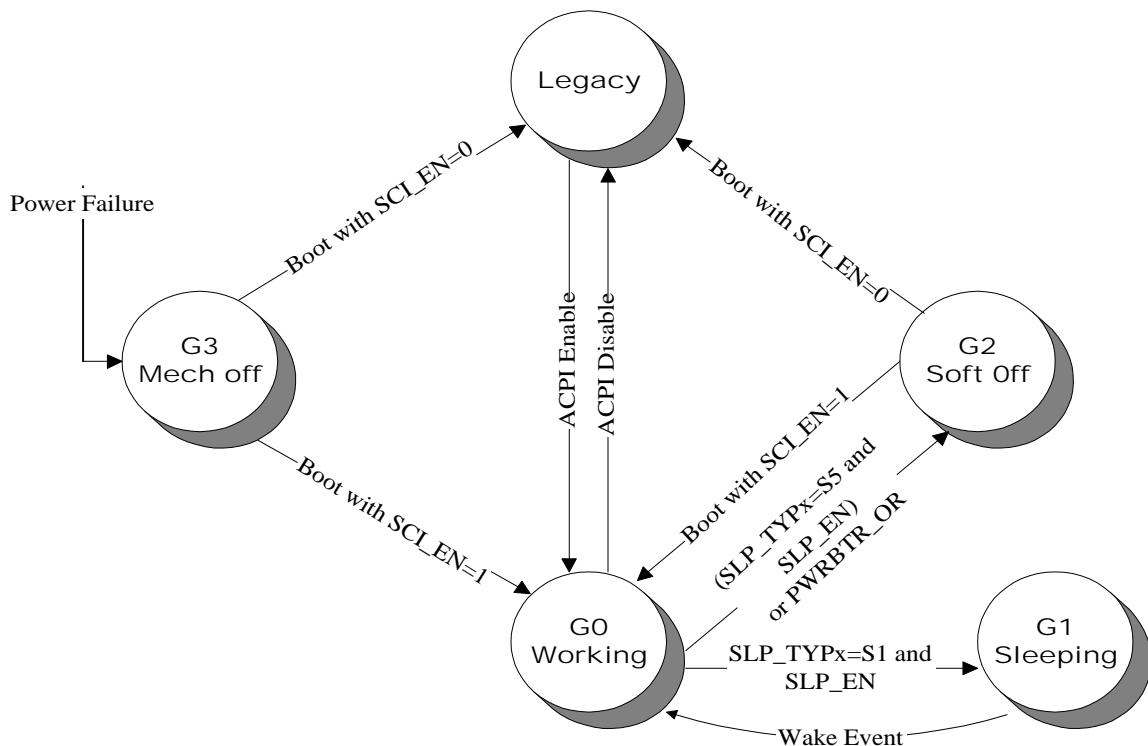 Legacy
Power Failure
Boot with SCI_EN=0
Boot with SCI_EN=0
G3
Mech off
ACPI Enable
ACPI Disable
G2
Soft 0ff
Boot with SCI_EN=1
Boot with SCI_EN=1
(SLP_TYPx=S5 and
SLP_EN)
or PWRBTR_OR
G0
Working
SLP_TYPx=S1 and
SLP_EN
G1
Sleeping
Wake Event